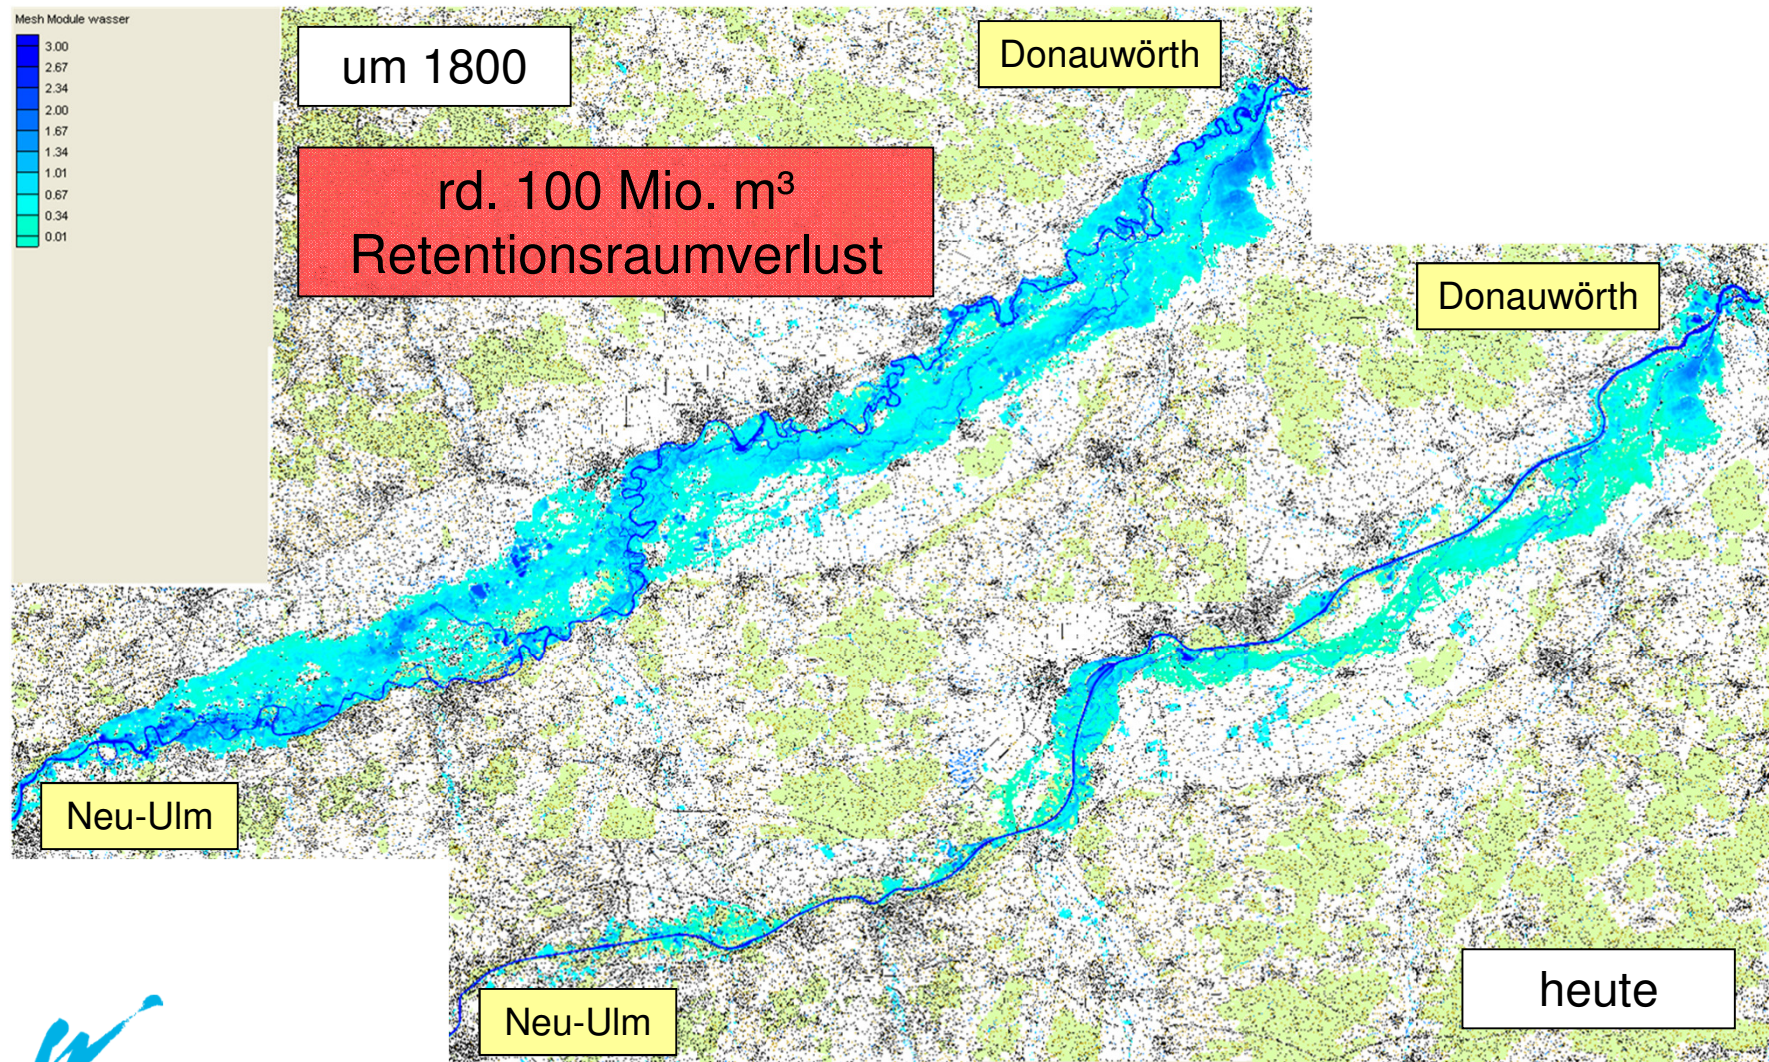 Mesh Module wasser
3.00
2.67
2.34
2.00
1.67
1.34
1.01
0.67
0.34
0.01
um 1800
Donauwörth
rd. 100 Mio. m³
Retentionsraumverlust
Donauwörth
Neu-Ulm
heute
Neu-Ulm